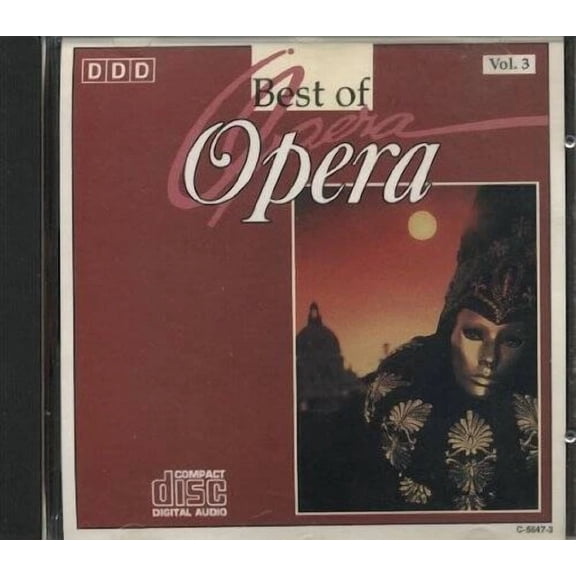 DDD
Vol. 3
Best of
Opera
Opera
COMPACT
disc
DIGITAL AUDIO
C-5647-3